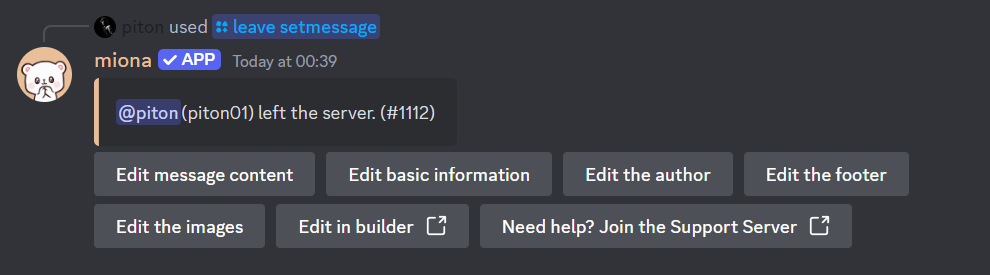 piton used leave setmessage
miona APP Today at 00:39
@piton(piton01) left the server. (#1112)
Edit message content Edit basic information Edit the author Edit the footer
Edit the images Edit in builder Need help? Join the Support Server